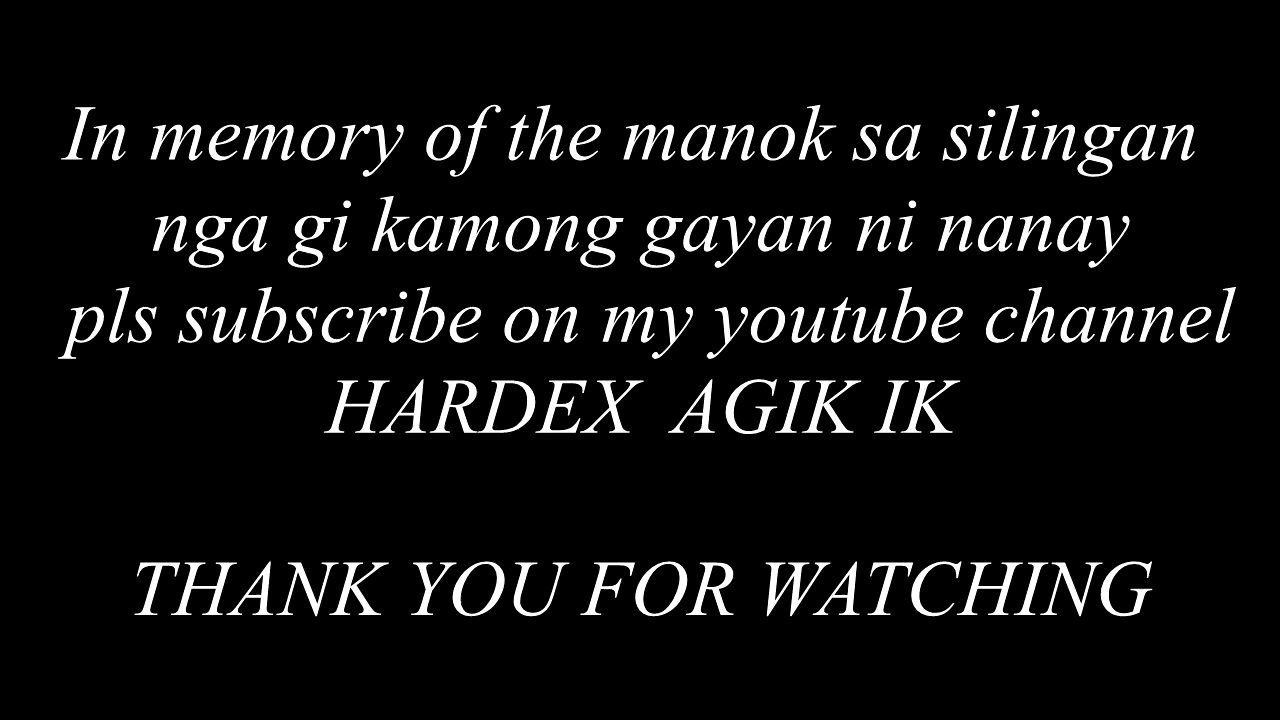 In memory of the manok sa silingan
nga gi kamong gayan ni nanay
pls subscribe on my youtube channel
HARDEX AGIK IK
THANK YOU FOR WATCHING